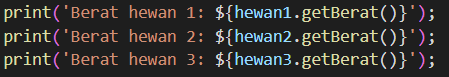 print('Berat hewan 1: ${hewan1.getBerat()}');
print('Berat hewan 2: ${hewan2.getBerat()}');
print('Berat hewan 3: ${hewan3.getBerat()}');